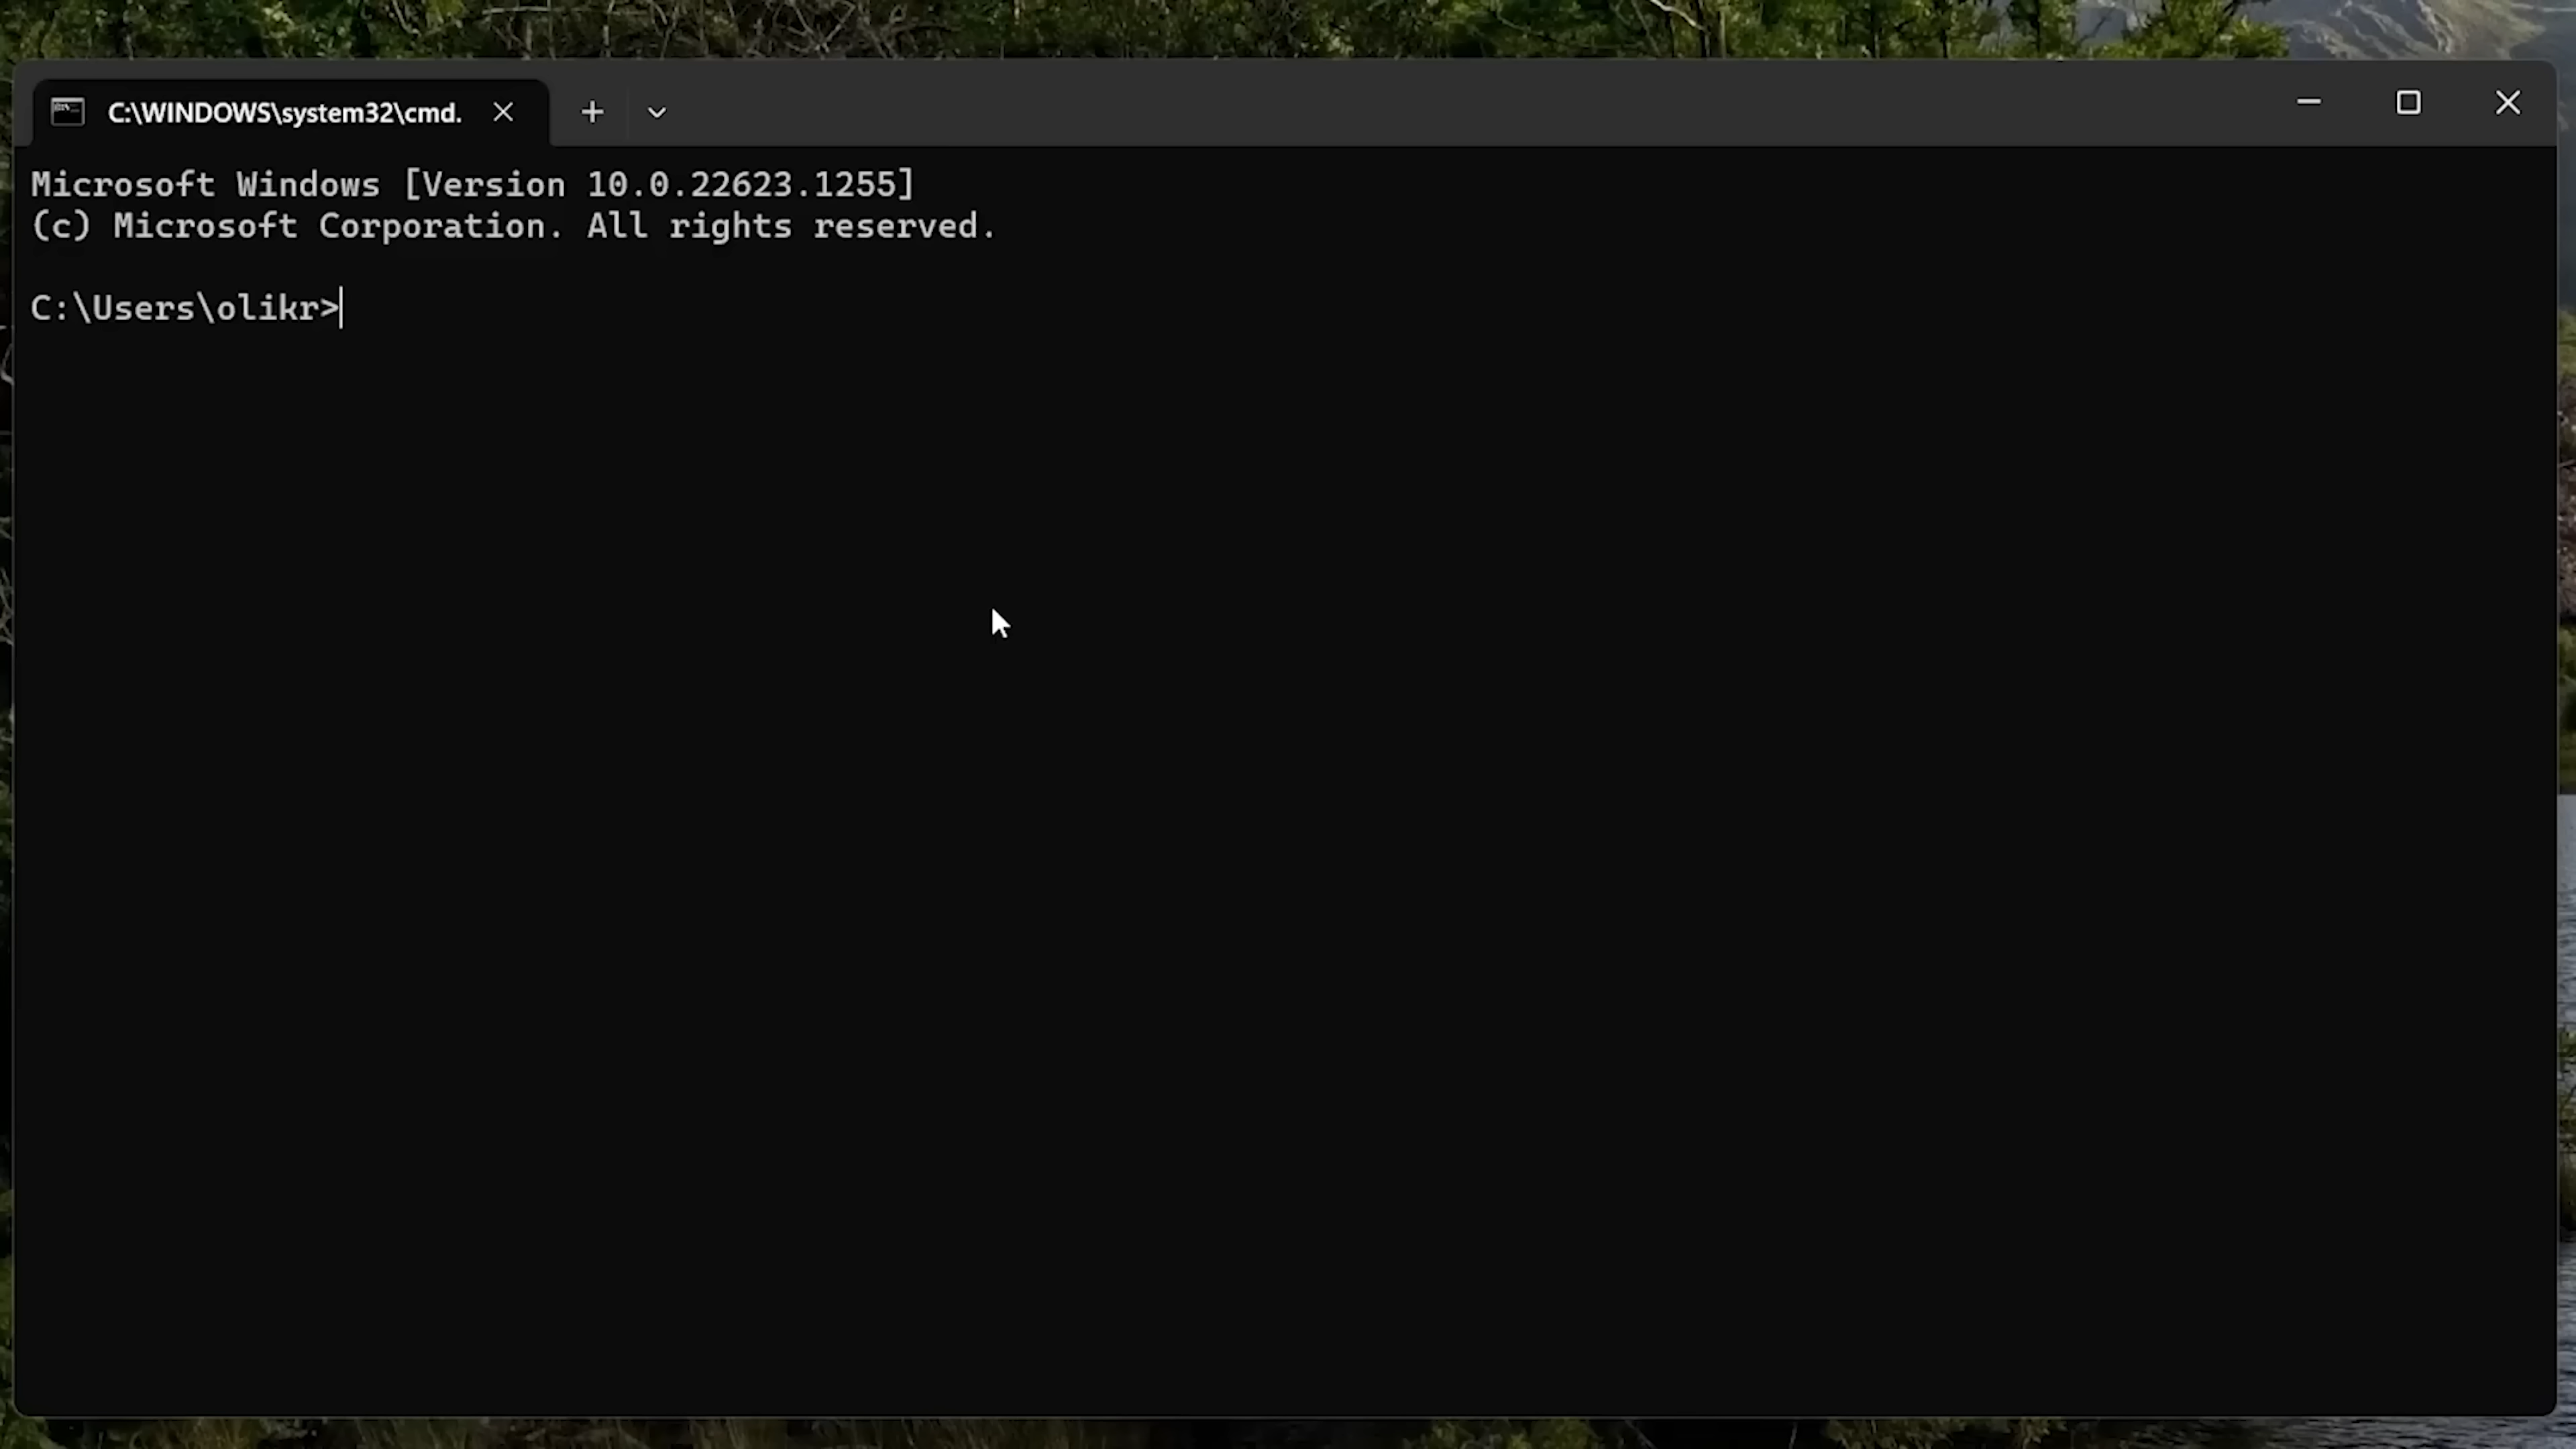 C:\WINDOWS\system32\cmd.
Microsoft Windows [Version 10.0.22623.1255]
(c) Microsoft Corporation. All rights reserved.
C:\Users\olikr>